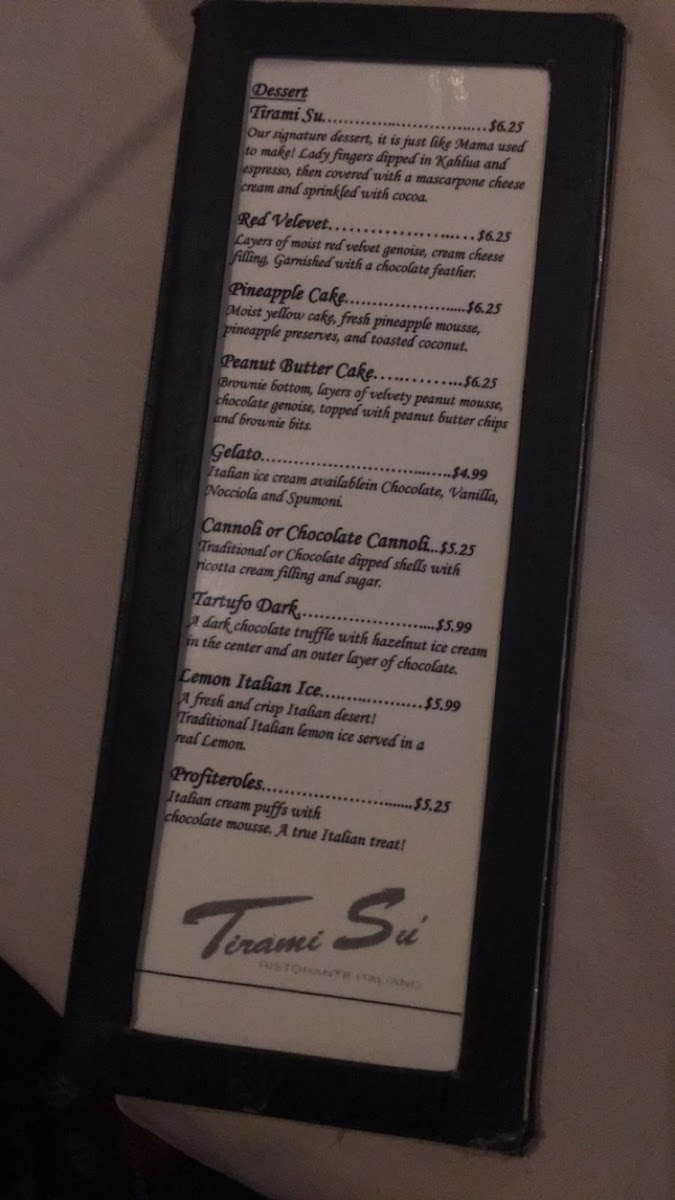 Dessert
Tirami Su..............................$6.25
Our signature dessert, it is just like Mama used
to make! Lady fingers dipped in Kahlua and
espresso, then covered with a mascarpone cheese
cream and sprinkled with cocoa.
Red Velevet..........................$6.25
Layers of moist red velvet genoise, cream cheese
filling, Garnished with a chocolate feather.
Pineapple Cake......................$6.25
Moist yellow cake, fresh pineapple mousse,
pineapple preserves, and toasted coconut.
Peanut Butter Cake................$6.25
Brownie bottom, layers of velvety peanut mousse,
chocolate genoise, topped with peanut butter chips
and brownie bits.
Gelato..................................$4.99
Italian ice cream availablein Chocolate, Vanilla,
Nocciola and Spumoni.
Cannoli or Chocolate Cannoli...$5.25
Traditional or Chocolate dipped shells with
ricotta cream filling and sugar.
Tartufo Dark........................$5.99
A dark chocolate truffle with hazelnut ice cream
in the center and an outer layer of chocolate.
Lemon Italian Ice..................$5.99
A fresh and crisp Italian desert!
Traditional Italian lemon ice served in a
real Lemon.
Profiteroles............................$5.25
Italian cream puffs with
chocolate mousse. A true Italian treat!
Tirami Su'
RISTORANTE ITALIANO